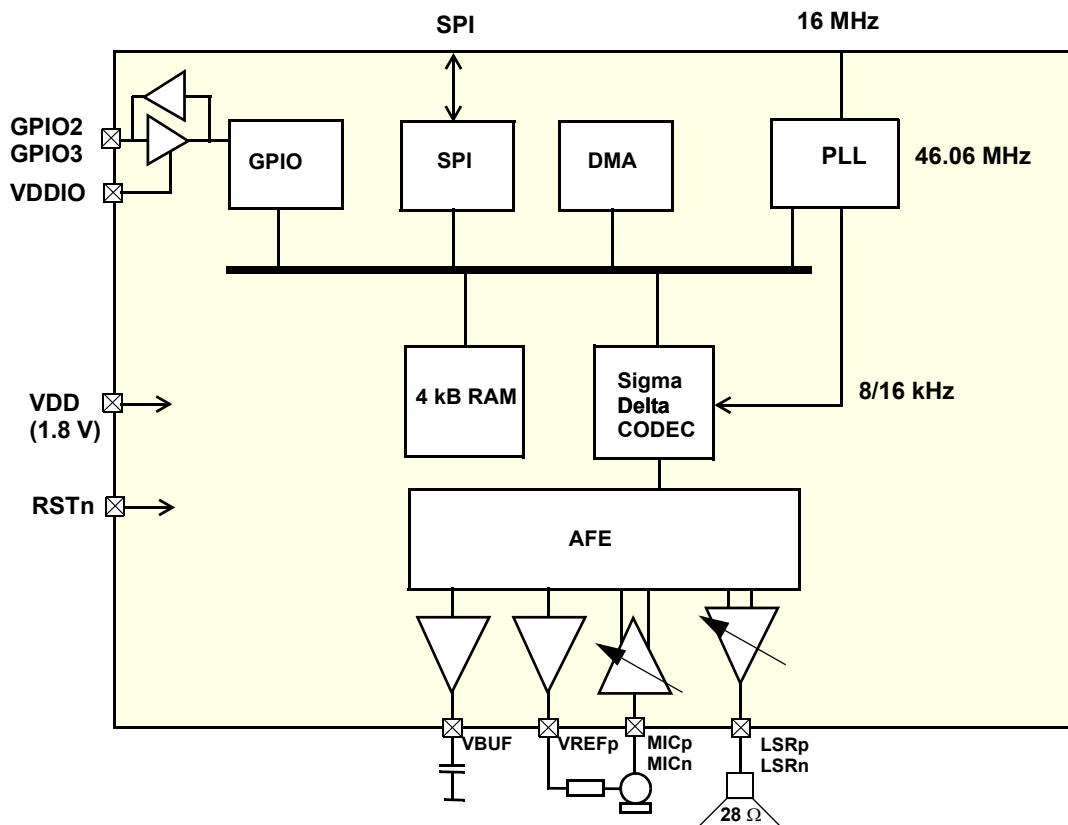 SPI
16 MHz
GPIO2
GPIO3
VDDIO
GPIO
SPI
DMA
PLL
46.06 MHz
4 kB RAM
Sigma
Delta
CODEC
8/16 kHz
VDD
(1.8 V)
RSTn
AFE
VBUF
VREFp
MICp
MICn
LSRp
LSRn
28 Ω